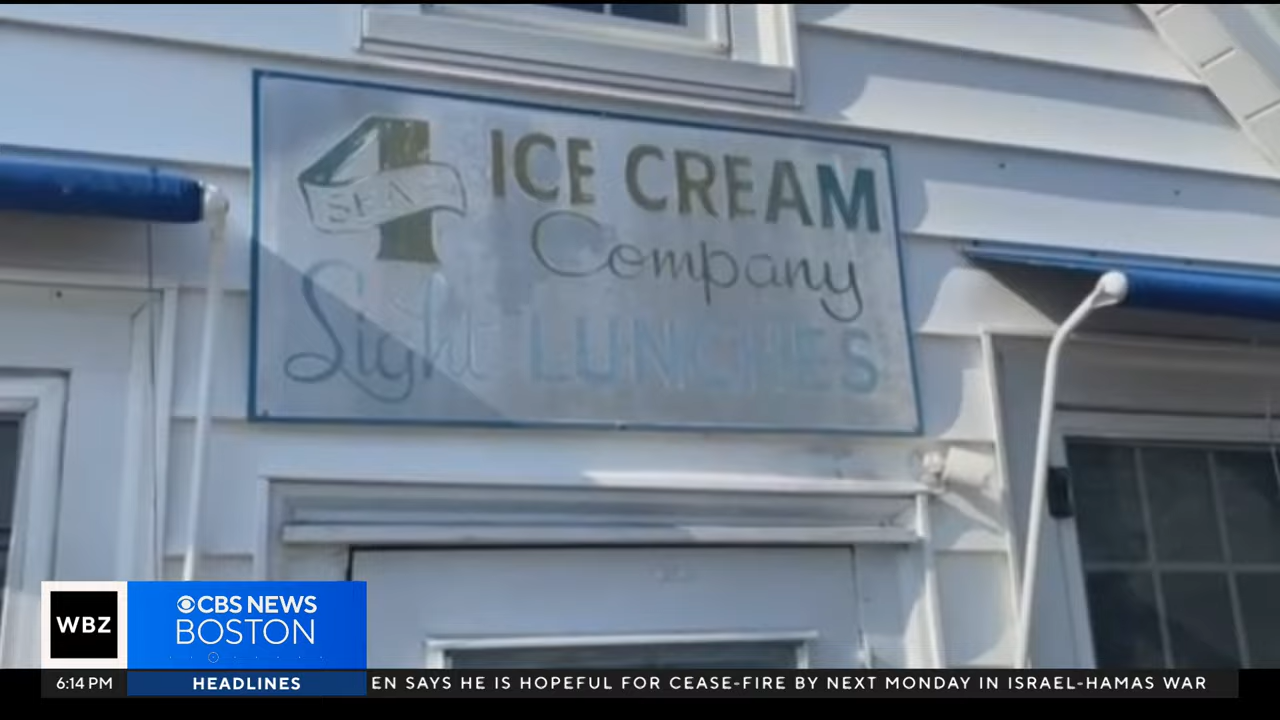 4
SEAS
ICE CREAM
Company
Light LUNCHES
WBZ
CBS NEWS
BOSTON
6:14 PM
HEADLINES
EN SAYS HE IS HOPEFUL FOR CEASE-FIRE BY NEXT MONDAY IN ISRAEL-HAMAS WAR